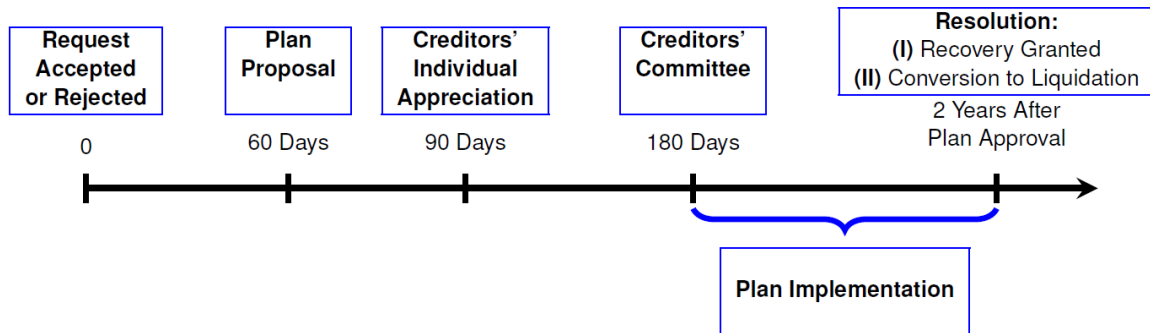 Request
Accepted
or Rejected
Plan
Proposal
Creditors'
Individual
Appreciation
Creditors'
Committee
Resolution:
(I) Recovery Granted
(II) Conversion to Liquidation
0
60 Days
90 Days
180 Days
2 Years After
Plan Approval
Plan Implementation